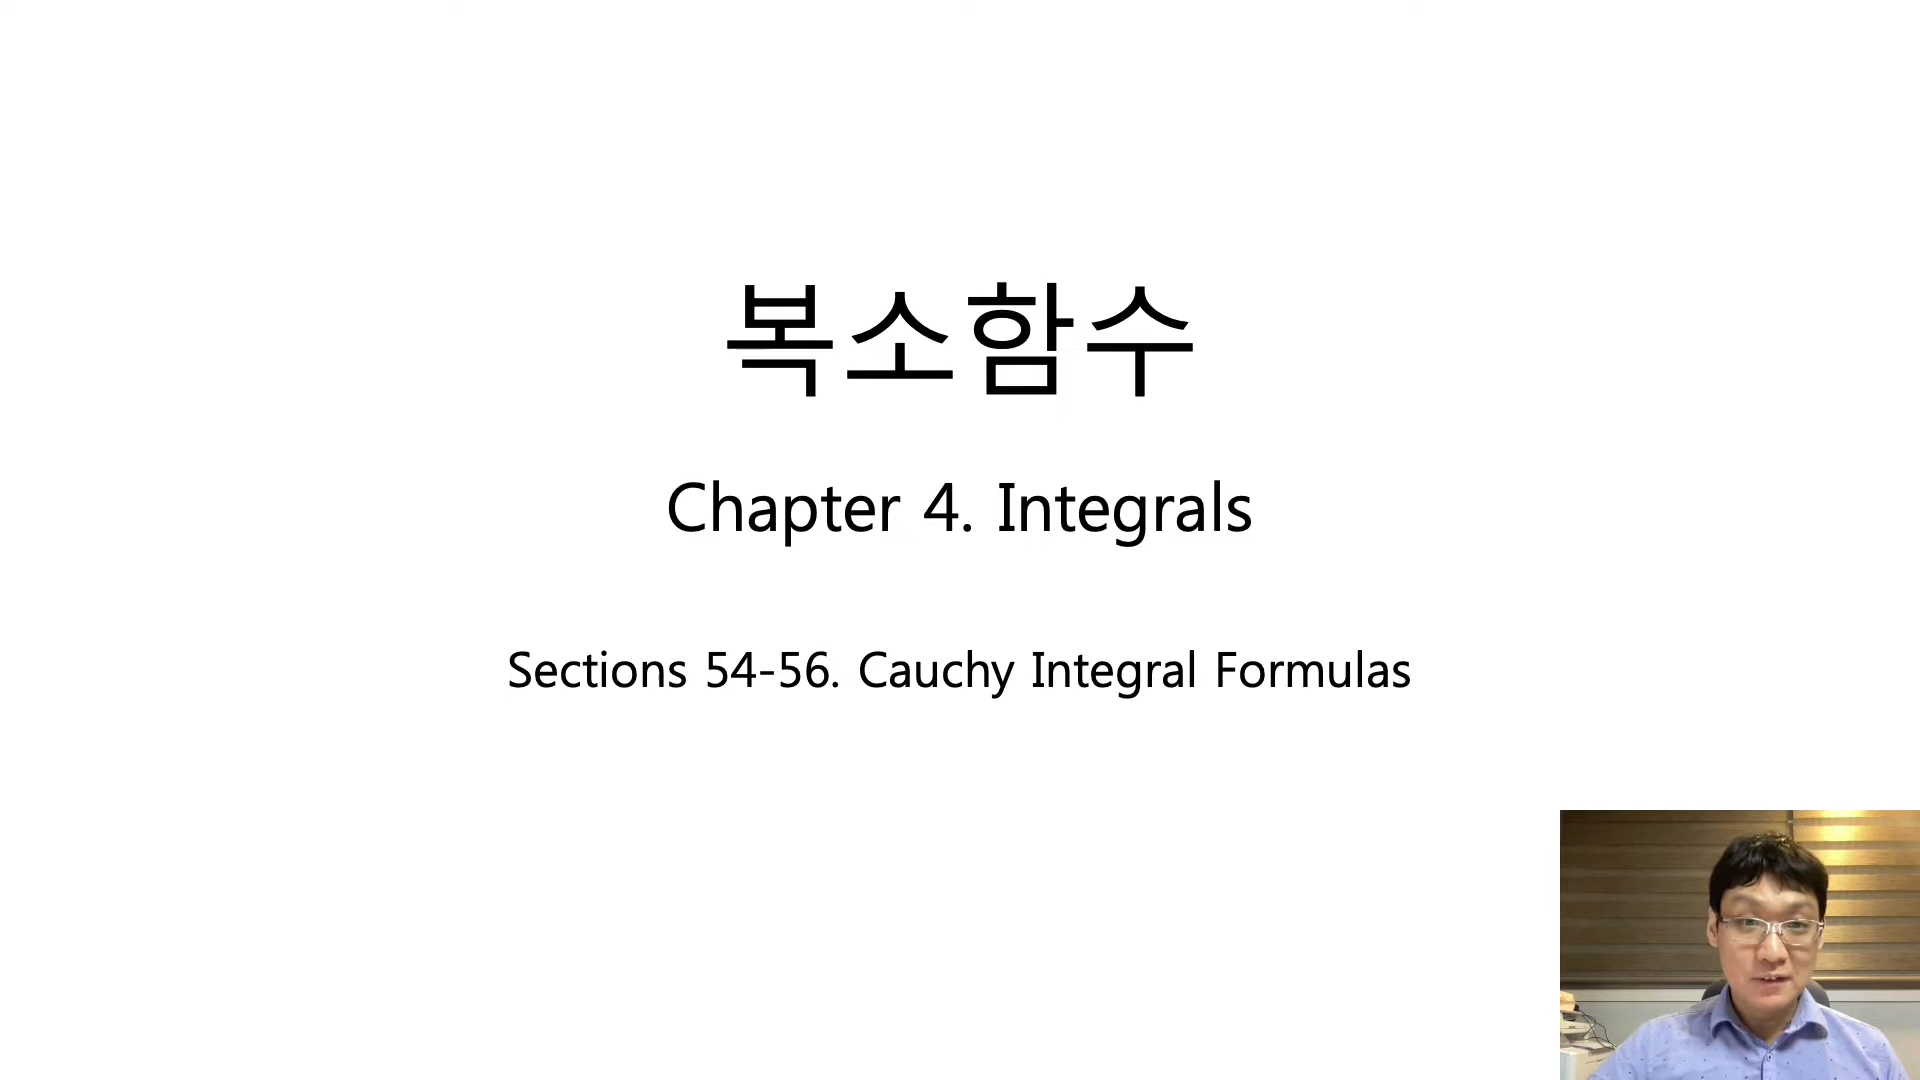 복소함수
Chapter 4. Integrals
Sections 54-56. Cauchy Integral Formulas